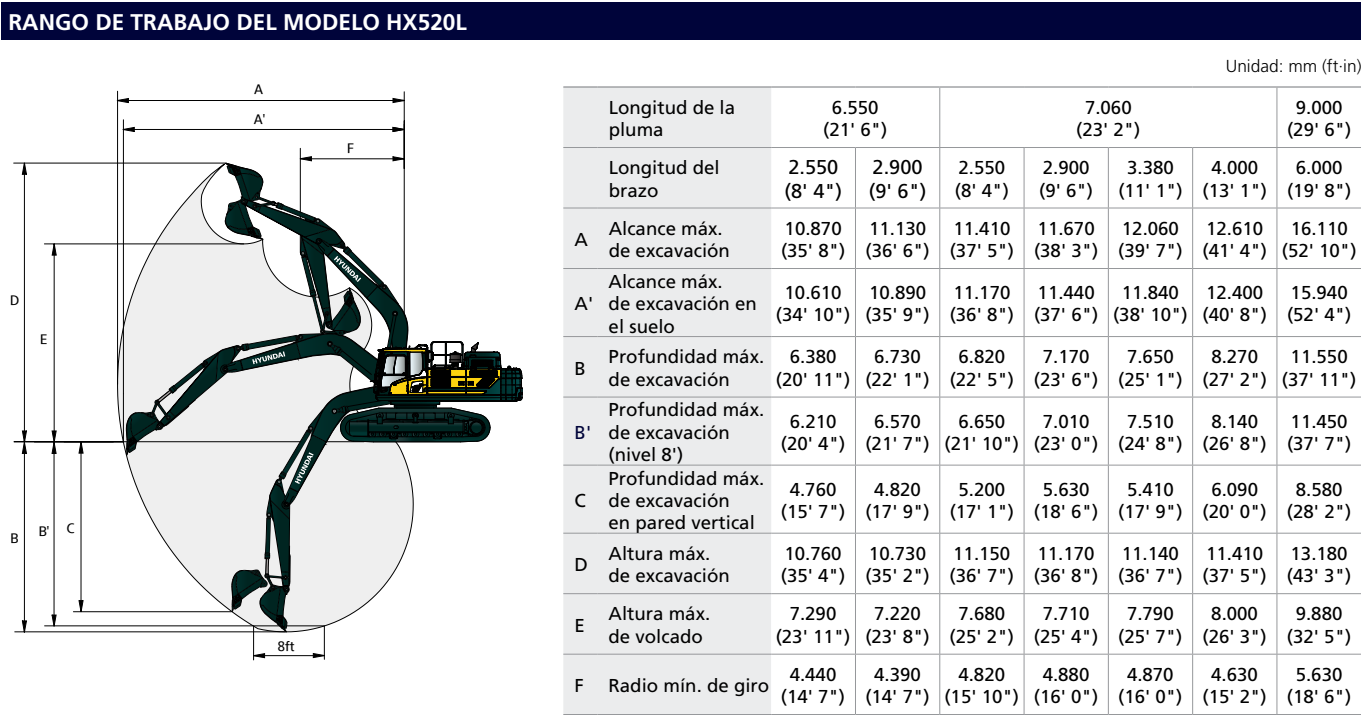 RANGO DE TRABAJO DEL MODELO HX520L
Unidad: mm (ft·in)
A
A'
F
D
E
B
B'
C
8ft
HYUNDAI
HYUNDAI
HYUNDAI
Longitud de la pluma 6.550 (21' 6") 7.060 (23' 2") 9.000 (29' 6")
Longitud del brazo 2.550 (8' 4") 2.900 (9' 6") 2.550 (8' 4") 2.900 (9' 6") 3.380 (11' 1") 4.000 (13' 1") 6.000 (19' 8")
A Alcance máx. de excavación 10.870 (35' 8") 11.130 (36' 6") 11.410 (37' 5") 11.670 (38' 3") 12.060 (39' 7") 12.610 (41' 4") 16.110 (52' 10")
A' Alcance máx. de excavación en el suelo 10.610 (34' 10") 10.890 (35' 9") 11.170 (36' 8") 11.440 (37' 6") 11.840 (38' 10") 12.400 (40' 8") 15.940 (52' 4")
B Profundidad máx. de excavación 6.380 (20' 11") 6.730 (22' 1") 6.820 (22' 5") 7.170 (23' 6") 7.650 (25' 1") 8.270 (27' 2") 11.550 (37' 11")
B' Profundidad máx. de excavación (nivel 8') 6.210 (20' 4") 6.570 (21' 7") 6.650 (21' 10") 7.010 (23' 0") 7.510 (24' 8") 8.140 (26' 8") 11.450 (37' 7")
C Profundidad máx. de excavación en pared vertical 4.760 (15' 7") 4.820 (17' 9") 5.200 (17' 1") 5.630 (18' 6") 5.410 (17' 9") 6.090 (20' 0") 8.580 (28' 2")
D Altura máx. de excavación 10.760 (35' 4") 10.730 (35' 2") 11.150 (36' 7") 11.170 (36' 8") 11.140 (36' 7") 11.410 (37' 5") 13.180 (43' 3")
E Altura máx. de volcado 7.290 (23' 11") 7.220 (23' 8") 7.680 (25' 2") 7.710 (25' 4") 7.790 (25' 7") 8.000 (26' 3") 9.880 (32' 5")
F Radio mín. de giro 4.440 (14' 7") 4.390 (14' 7") 4.820 (15' 10") 4.880 (16' 0") 4.870 (16' 0") 4.630 (15' 2") 5.630 (18' 6")